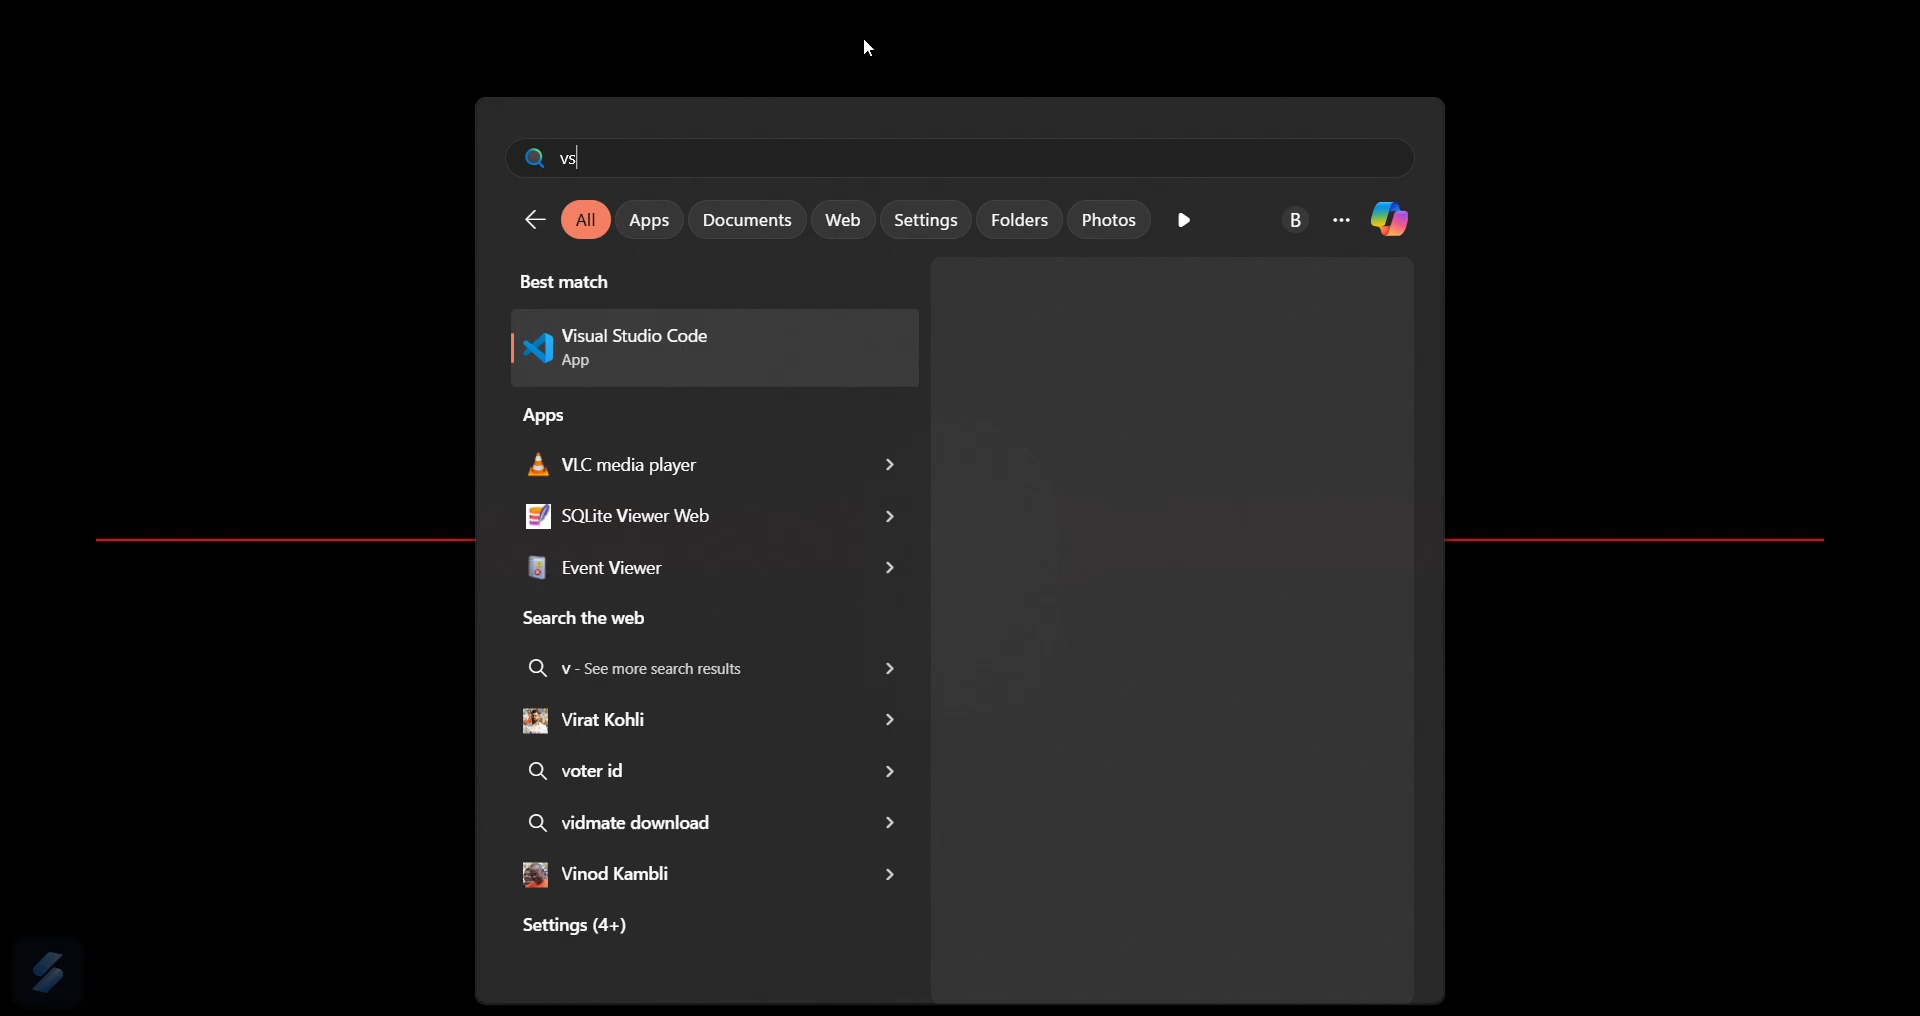 vs
All Apps Documents Web Settings Folders Photos B
Best match
Visual Studio Code
App
Apps
VLC media player
SQLite Viewer Web
Event Viewer
Search the web
v - See more search results
Virat Kohli
voter id
vidmate download
Vinod Kambli
Settings (4+)